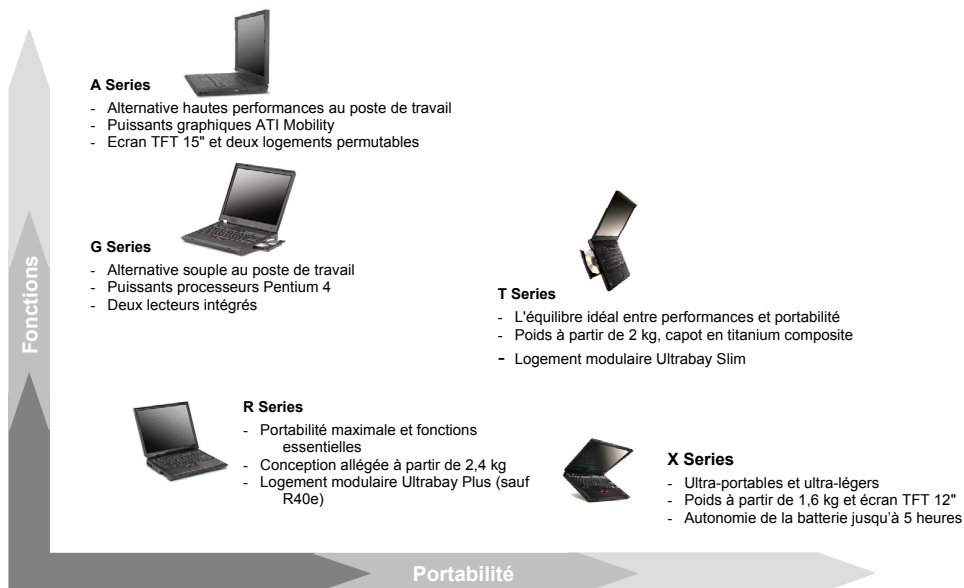 A Series
- Alternative hautes performances au poste de travail
- Puissants graphiques ATI Mobility
- Ecran TFT 15" et deux logements permutables
G Series
- Alternative souple au poste de travail
- Puissants processeurs Pentium 4
- Deux lecteurs intégrés
Fonctions
T Series
- L'équilibre idéal entre performances et portabilité
- Poids à partir de 2 kg, capot en titanium composite
- Logement modulaire Ultrabay Slim
R Series
- Portabilité maximale et fonctions
essentielles
- Conception allégée à partir de 2,4 kg
- Logement modulaire Ultrabay Plus (sauf
R40e)
X Series
- Ultra-portables et ultra-légers
- Poids à partir de 1,6 kg et écran TFT 12"
- Autonomie de la batterie jusqu'à 5 heures
Portabilité